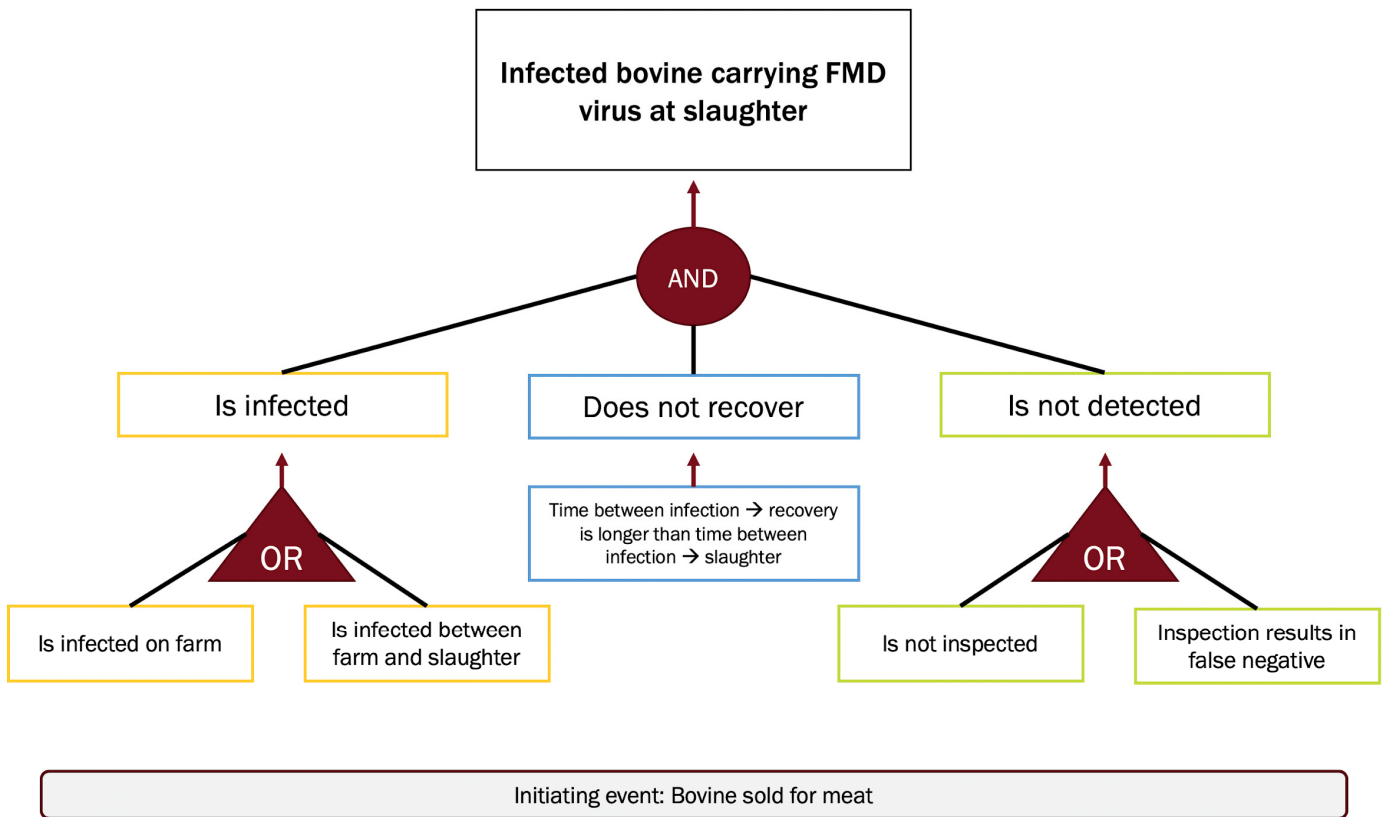 Infected bovine carrying FMD
virus at slaughter
AND
Is infected
Does not recover
Is not detected
OR
Time between infection → recovery
is longer than time between
infection → slaughter
OR
Is infected on farm
Is infected between
farm and slaughter
Is not inspected
Inspection results in
false negative
Initiating event: Bovine sold for meat